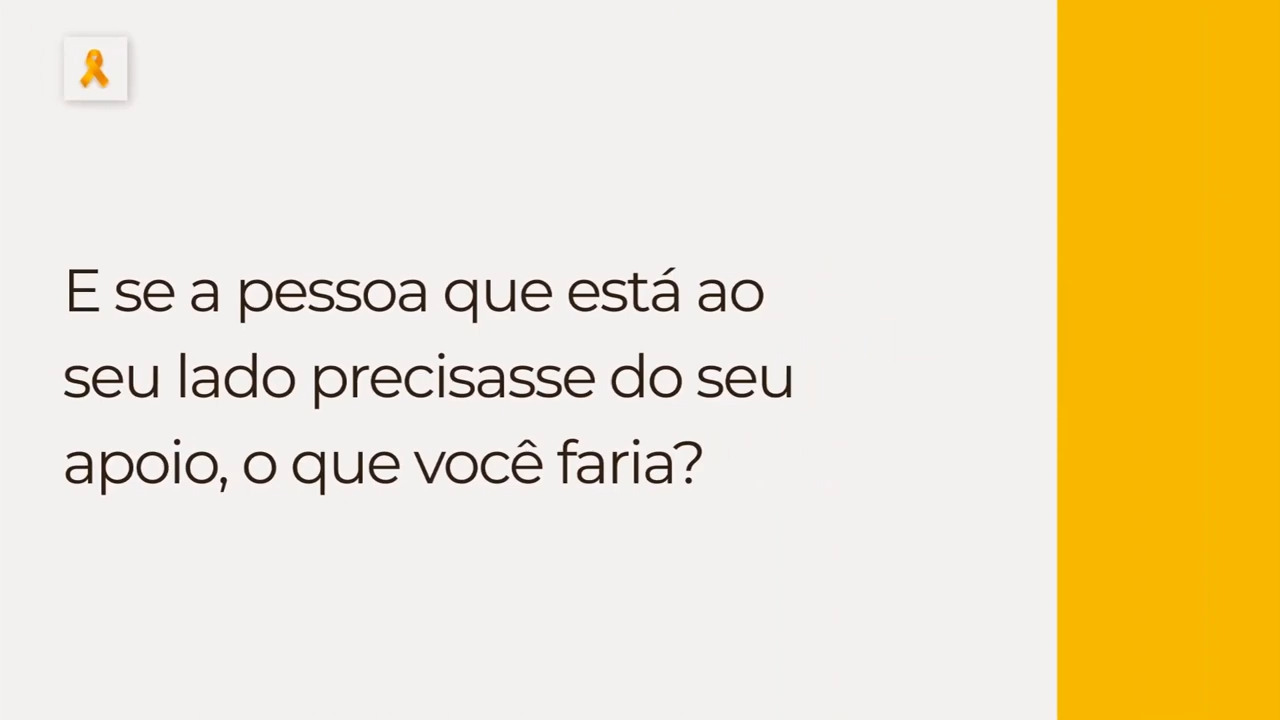 E se a pessoa que está ao
seu lado precisasse do seu
apoio, o que você faria?